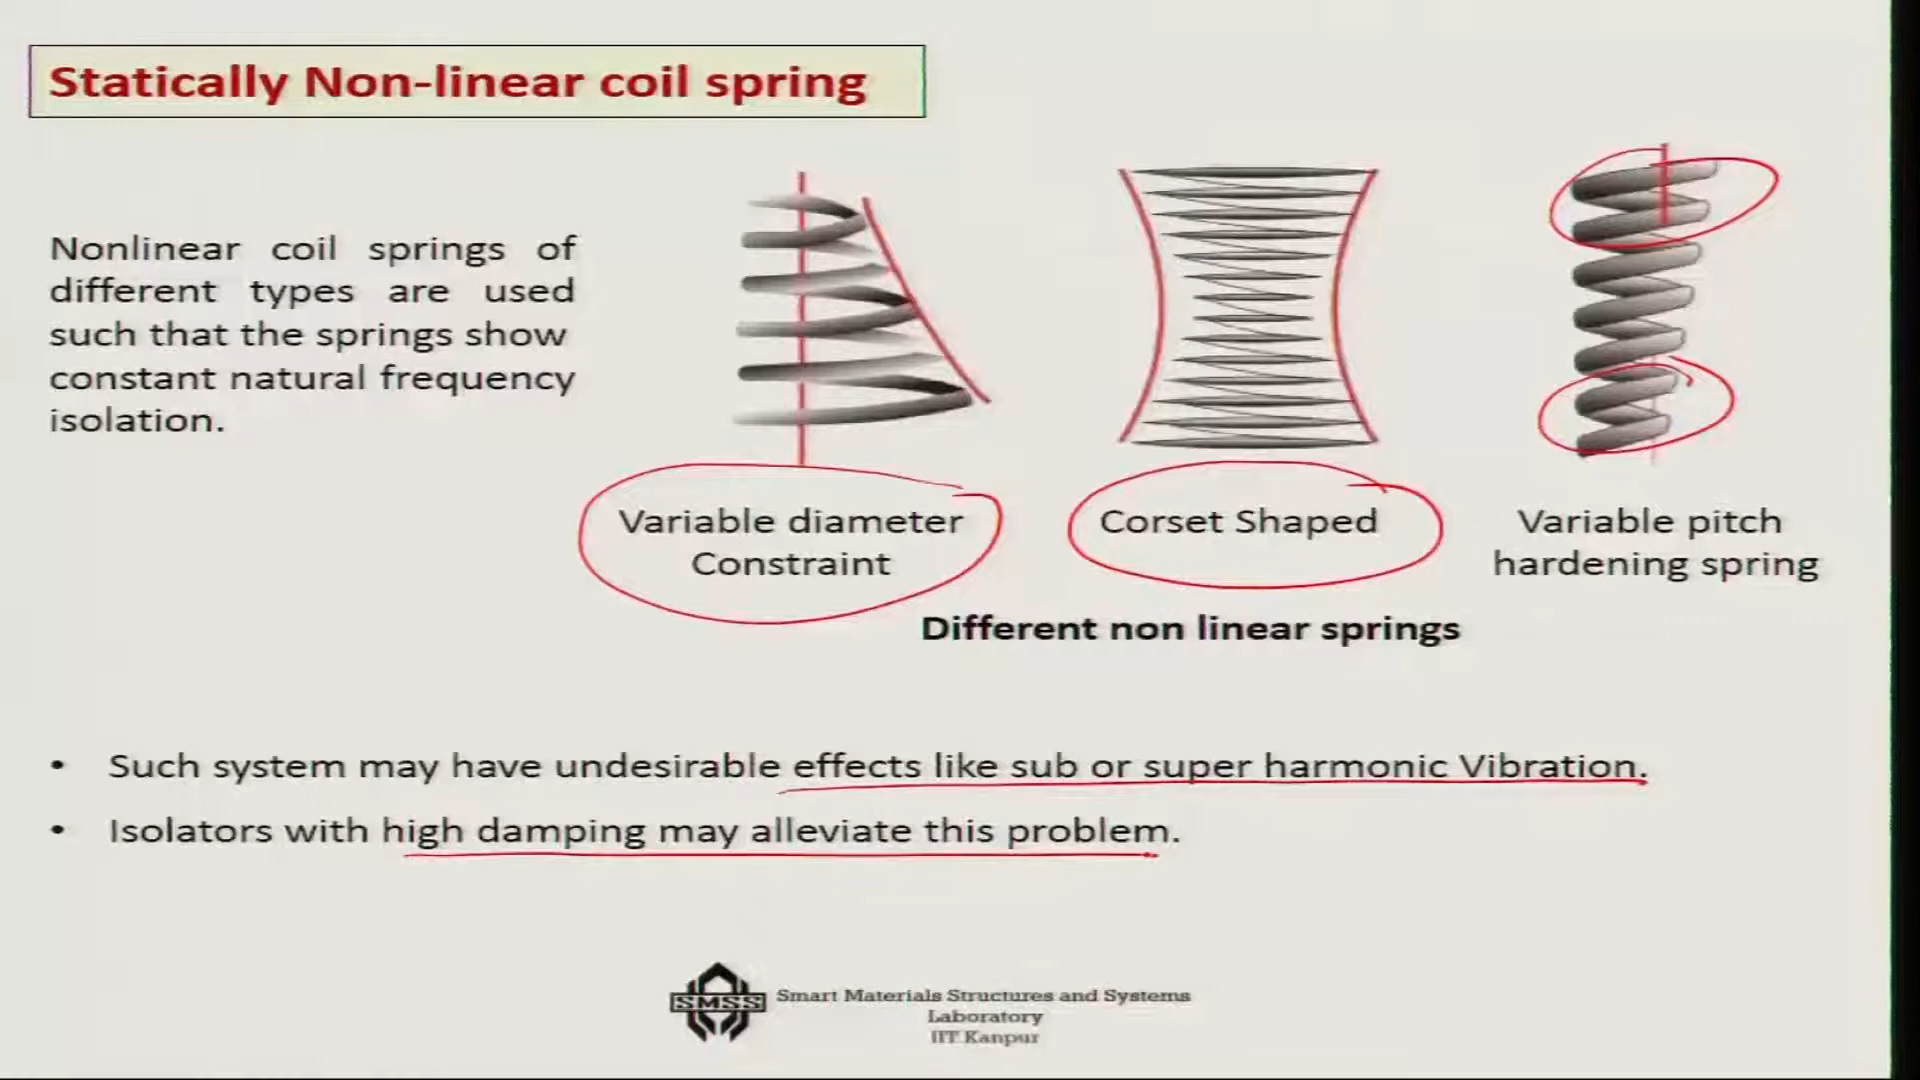 Statically Non-linear coil spring
Nonlinear coil springs of
different types are used
such that the springs show
constant natural frequency
isolation.
Variable diameter
Constraint
Corset Shaped
Variable pitch
hardening spring
Different non linear springs
• Such system may have undesirable effects like sub or super harmonic Vibration.
• Isolators with high damping may alleviate this problem.
SMSS
Smart Materials Structures and Systems
Laboratory
IIT Kanpur